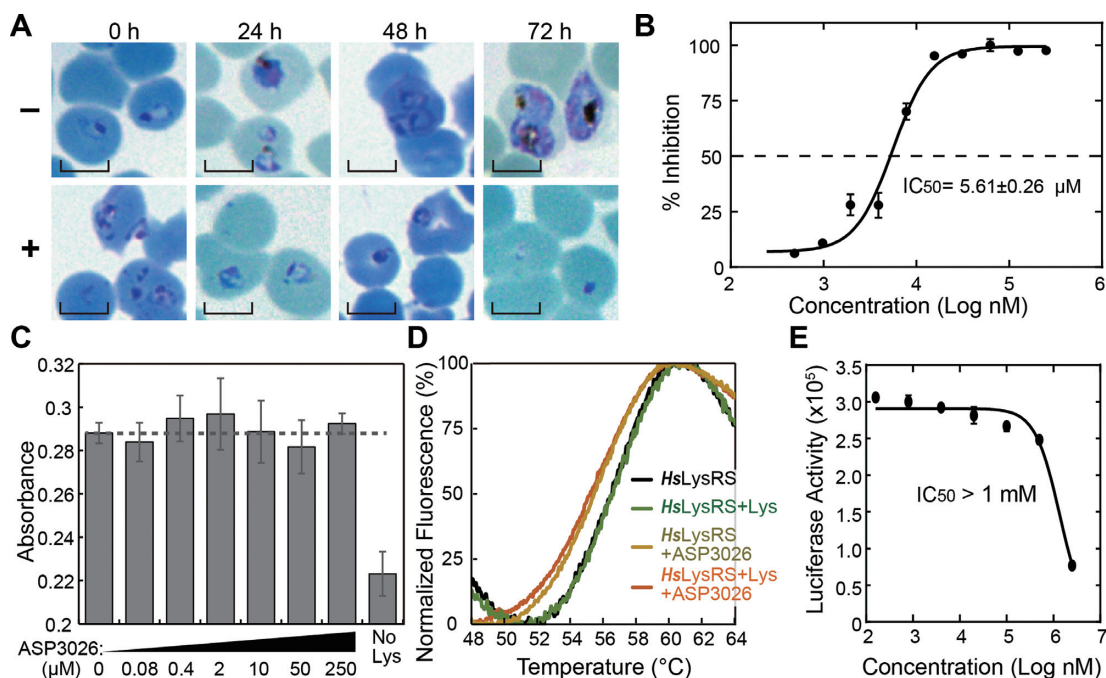 A
0 h 24 h 48 h 72 h
−
+
B
% Inhibition
100
75
50
25
0
IC50= 5.61±0.26 µM
2 3 4 5 6
Concentration (Log nM)
C
Absorbance
0.32
0.3
0.28
0.26
0.24
0.22
0.2
ASP3026:
(µM)
0 0.08 0.4 2 10 50 250
No
Lys
D
Normalized Fluorescence (%)
100
75
50
25
0
HsLysRS
HsLysRS+Lys
HsLysRS
+ASP3026
HsLysRS+Lys
+ASP3026
48 50 52 54 56 58 60 62 64
Temperature (°C)
E
Luciferase Activity (x10⁵)
3.5
3.0
2.5
2.0
1.5
1.0
0.5
0
IC50 > 1 mM
2 3 4 5 6 7
Concentration (Log nM)